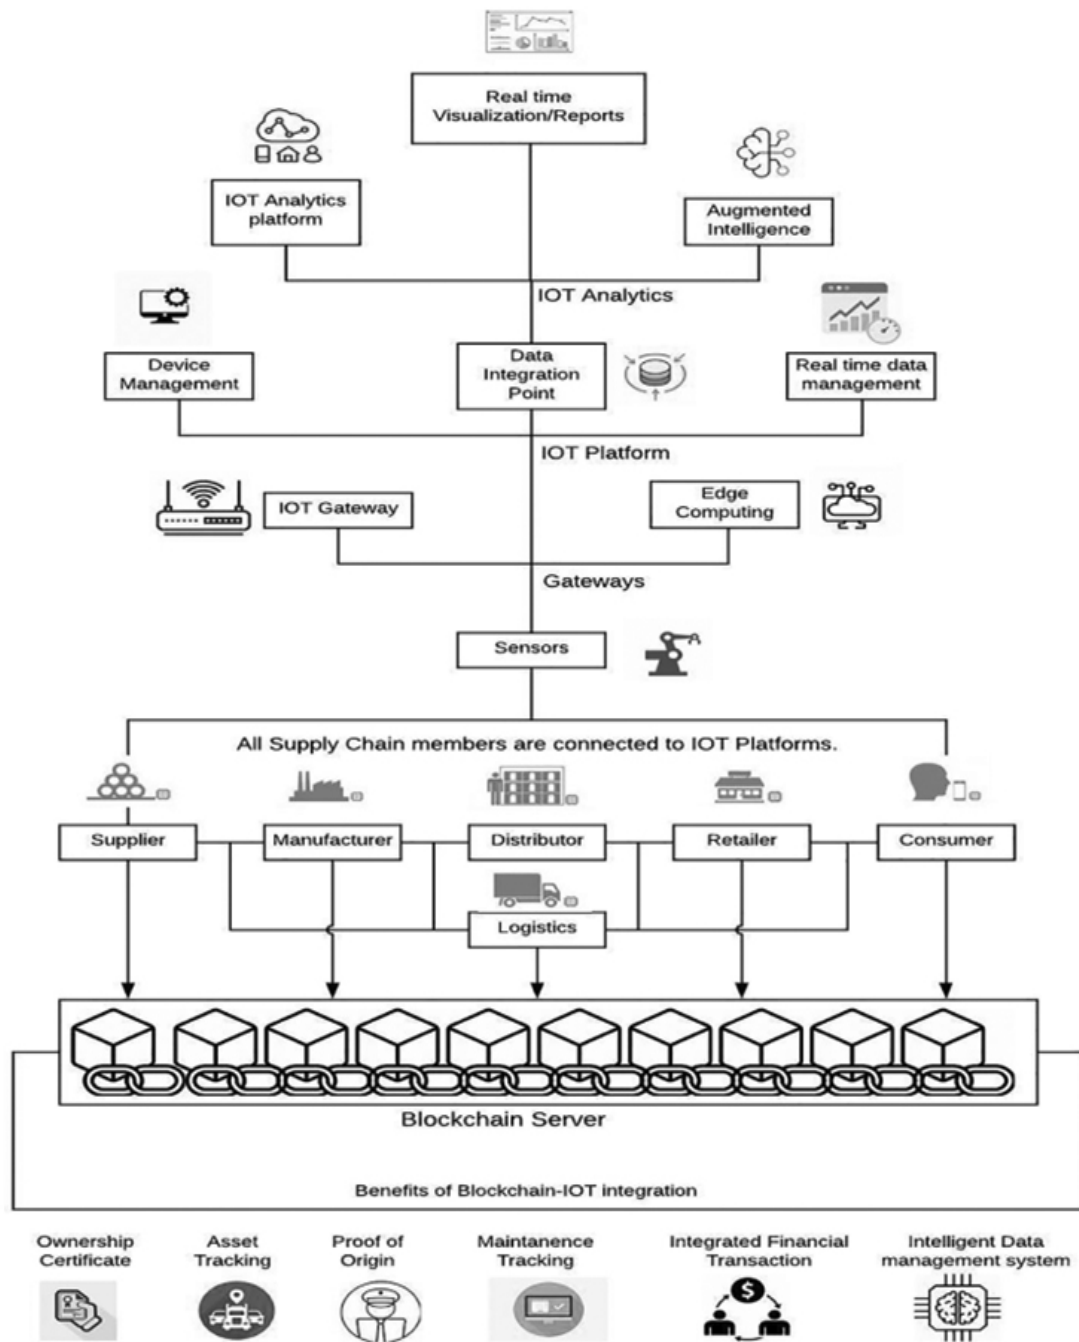 Real time
Visualization/Reports
IOT Analytics
platform
Augmented
Intelligence
IOT Analytics
Device
Management
Data
Integration
Point
Real time data
management
IOT Platform
IOT Gateway
Edge
Computing
Gateways
Sensors
All Supply Chain members are connected to IOT Platforms.
Supplier
Manufacturer
Distributor
Retailer
Consumer
Logistics
Blockchain Server
Benefits of Blockchain-IOT integration
Ownership
Certificate
Asset
Tracking
Proof of
Origin
Maintanence
Tracking
Integrated Financial
Transaction
Intelligent Data
management system